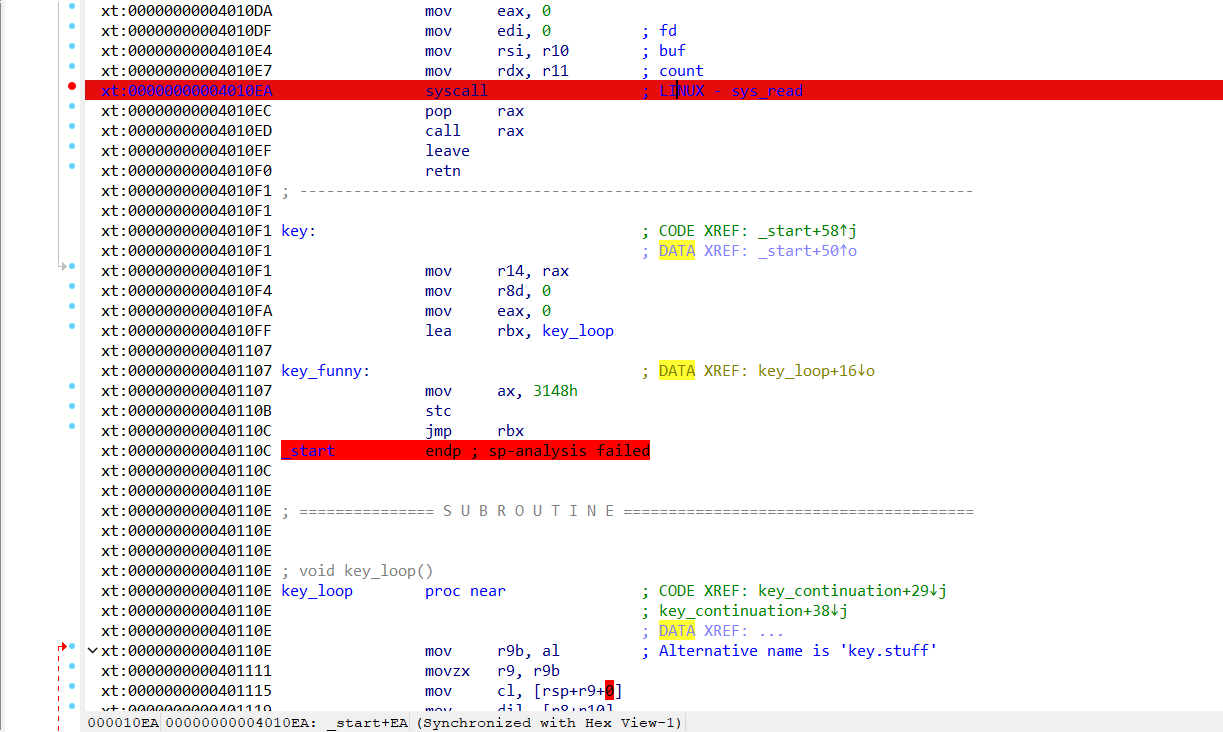 xt:00000000004010DA mov eax, 0
xt:00000000004010DF mov edi, 0 ; fd
xt:00000000004010E4 mov rsi, r10 ; buf
xt:00000000004010E7 mov rdx, r11 ; count
xt:00000000004010EA syscall ; LINUX - sys_read
xt:00000000004010EC pop rax
xt:00000000004010ED call rax
xt:00000000004010EF leave
xt:00000000004010F0 retn
xt:00000000004010F1 ; ---------------------------------------------------------------------------
xt:00000000004010F1
xt:00000000004010F1 key: ; CODE XREF: _start+58↑j
xt:00000000004010F1 ; DATA XREF: _start+50↑o
xt:00000000004010F1 mov r14, rax
xt:00000000004010F4 mov r8d, 0
xt:00000000004010FA mov eax, 0
xt:00000000004010FF lea rbx, key_loop
xt:0000000000401107
xt:0000000000401107 key_funny: ; DATA XREF: key_loop+16↓o
xt:0000000000401107 mov ax, 3148h
xt:000000000040110B stc
xt:000000000040110C jmp rbx
xt:000000000040110C _start endp ; sp-analysis failed
xt:000000000040110C
xt:000000000040110E
xt:000000000040110E ; =============== S U B R O U T I N E =======================================
xt:000000000040110E
xt:000000000040110E
xt:000000000040110E ; void key_loop()
xt:000000000040110E key_loop proc near ; CODE XREF: key_continuation+29↓j
xt:000000000040110E ; key_continuation+38↓j
xt:000000000040110E ; DATA XREF: ...
xt:000000000040110E mov r9b, al ; Alternative name is 'key.stuff'
xt:0000000000401111 movzx r9, r9b
xt:0000000000401115 mov cl, [rsp+r9+0]
xt:0000000000401119 mov dil, [r8+r10]
000010EA 00000000004010EA: _start+EA (Synchronized with Hex View-1)